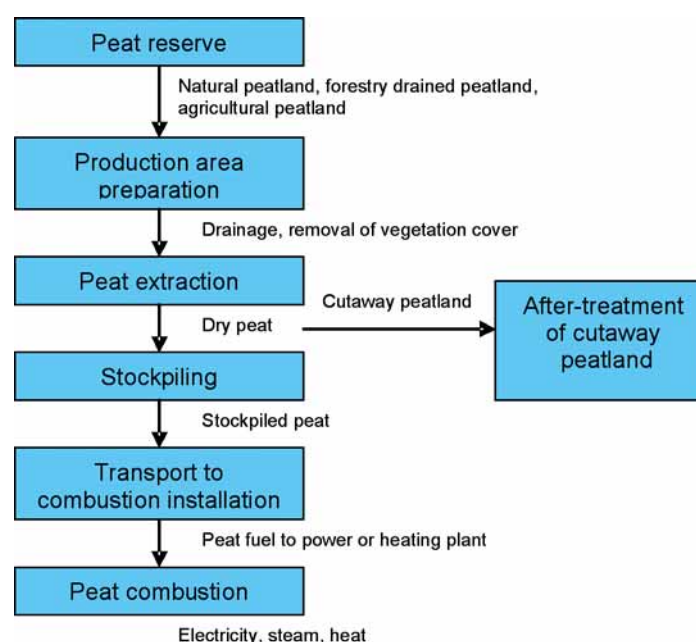 Peat reserve
Natural peatland, forestry drained peatland,
agricultural peatland
Production area
preparation
Drainage, removal of vegetation cover
Peat extraction
Cutaway peatland
After-treatment
of cutaway
peatland
Dry peat
Stockpiling
Stockpiled peat
Transport to
combustion installation
Peat fuel to power or heating plant
Peat combustion
Electricity, steam, heat